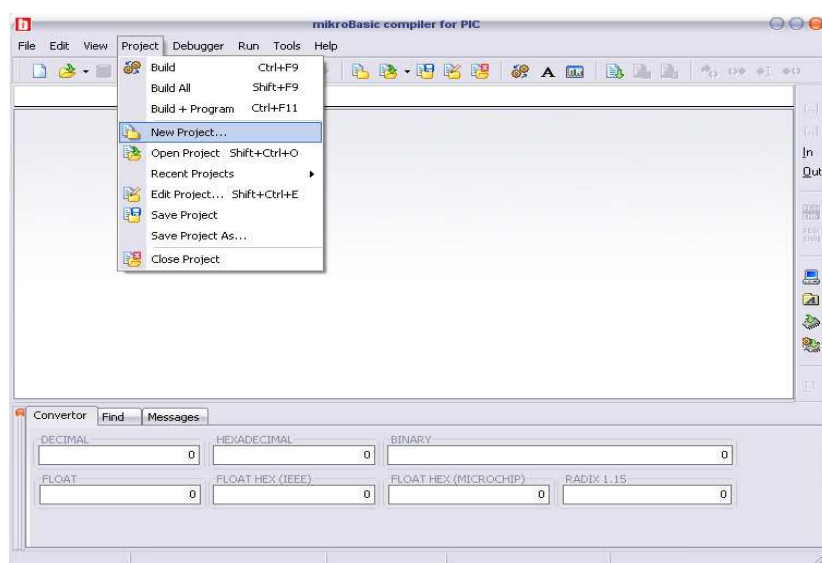 mikroBasic compiler for PIC
File Edit View Project Debugger Run Tools Help
Build Ctrl+F9
Build All Shift+F9
Build + Program Ctrl+F11
New Project...
Open Project Shift+Ctrl+O
Recent Projects
Edit Project... Shift+Ctrl+E
Save Project
Save Project As...
Close Project
In
Out
Convertor Find Messages
DECIMAL HEXADECIMAL BINARY
0 0 0
FLOAT FLOAT HEX (IEEE) FLOAT HEX (MICROCHIP) RADIX 1.15
0 0 0 0